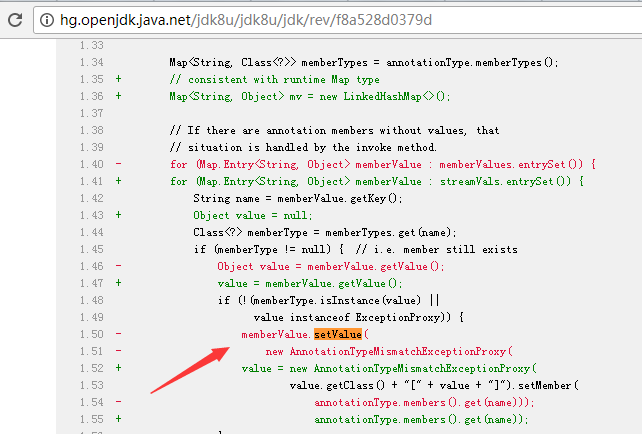 hg.openjdk.java.net/jdk8u/jdk8u/jdk/rev/f8a528d0379d
1.33
1.34 Map<String, Class<?>> memberTypes = annotationType.memberTypes();
1.35 + // consistent with runtime Map type
1.36 + Map<String, Object> mv = new LinkedHashMap<>();
1.37
1.38 // If there are annotation members without values, that
1.39 // situation is handled by the invoke method.
1.40 - for (Map.Entry<String, Object> memberValue : memberValues.entrySet()) {
1.41 + for (Map.Entry<String, Object> memberValue : streamVals.entrySet()) {
1.42 String name = memberValue.getKey();
1.43 + Object value = null;
1.44 Class<?> memberType = memberTypes.get(name);
1.45 if (memberType != null) { // i.e. member still exists
1.46 - Object value = memberValue.getValue();
1.47 + value = memberValue.getValue();
1.48 if (!(memberType.isInstance(value) ||
1.49 value instanceof ExceptionProxy)) {
1.50 - memberValue.setValue(
1.51 - new AnnotationTypeMismatchExceptionProxy(
1.52 + value = new AnnotationTypeMismatchExceptionProxy(
1.53 value.getClass() + "[" + value + "]").setMember(
1.54 - annotationType.members().get(name)));
1.55 + annotationType.members().get(name));